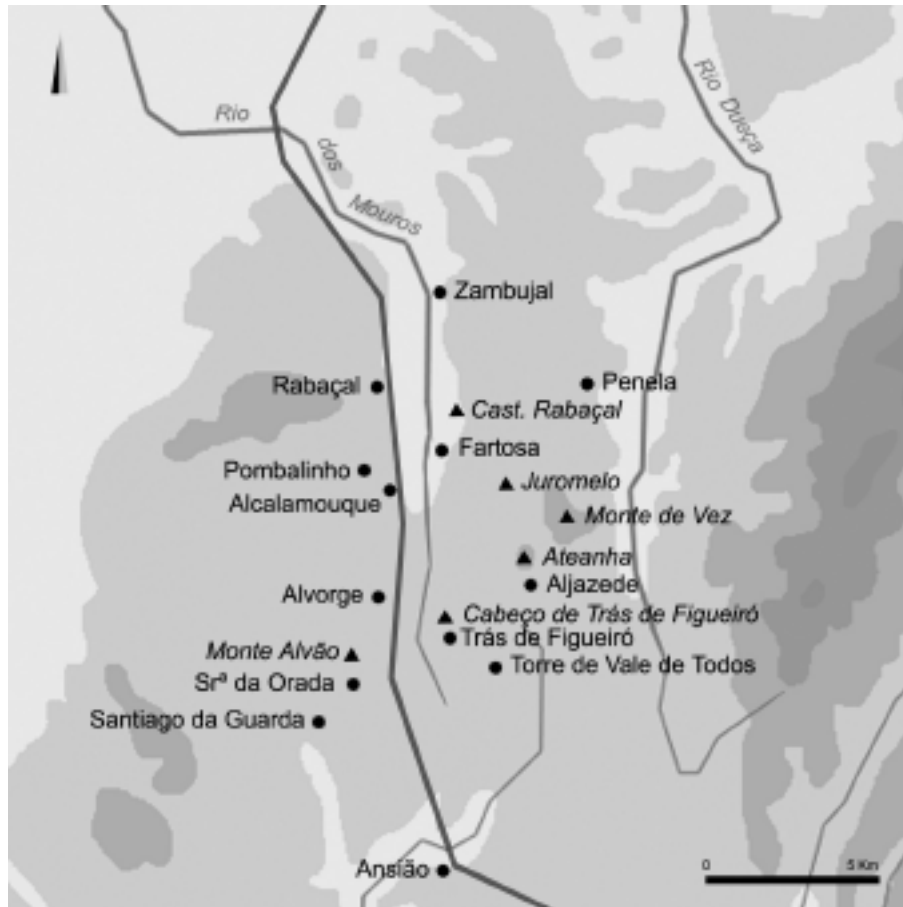 Rio
dos
Mouros
Rio Dueça
Zambujal
Rabaçal
Penela
Cast. Rabaçal
Fartosa
Pombalinho
Juromelo
Alcalamouque
Monte de Vez
Ateanha
Aljazede
Alvorge
Cabeço de Trás de Figueiró
Trás de Figueiró
Monte Alvão
Torre de Vale de Todos
Srª da Orada
Santiago da Guarda
Ansião
0 5 Km